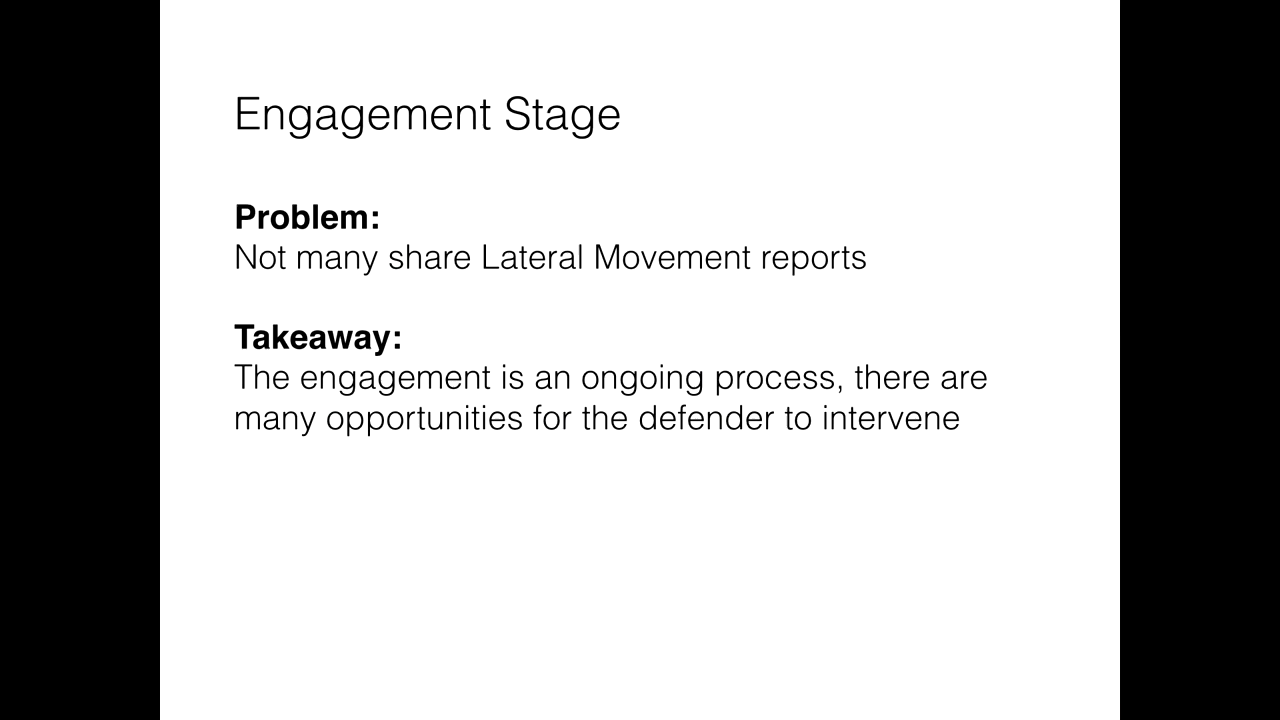 Engagement Stage
Problem:
Not many share Lateral Movement reports
Takeaway:
The engagement is an ongoing process, there are
many opportunities for the defender to intervene